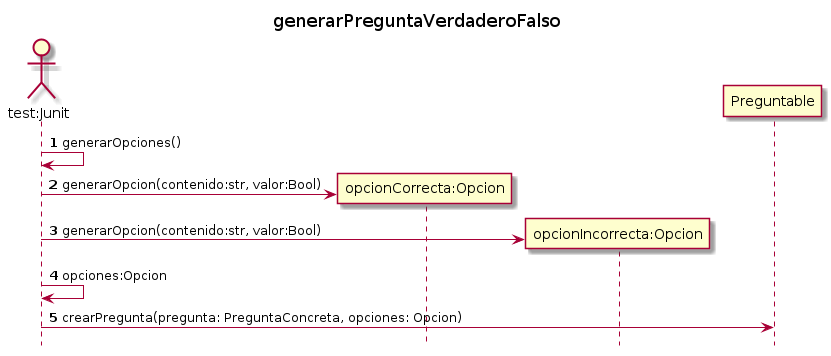 generarPreguntaVerdaderoFalso
test:Junit
Preguntable
1 generarOpciones()
2 generarOpcion(contenido:str, valor:Bool)
opcionCorrecta:Opcion
3 generarOpcion(contenido:str, valor:Bool)
opcionIncorrecta:Opcion
4 opciones:Opcion
5 crearPregunta(pregunta: PreguntaConcreta, opciones: Opcion)